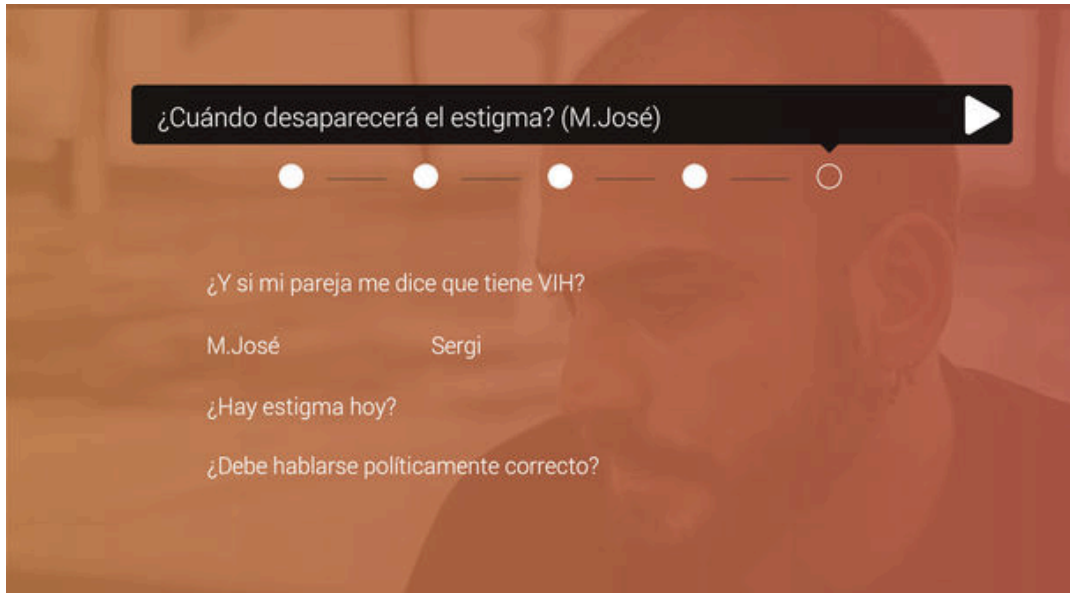 ¿Cuándo desaparecerá el estigma? (M.José)
¿Y si mi pareja me dice que tiene VIH?
M.José Sergi
¿Hay estigma hoy?
¿Debe hablarse políticamente correcto?